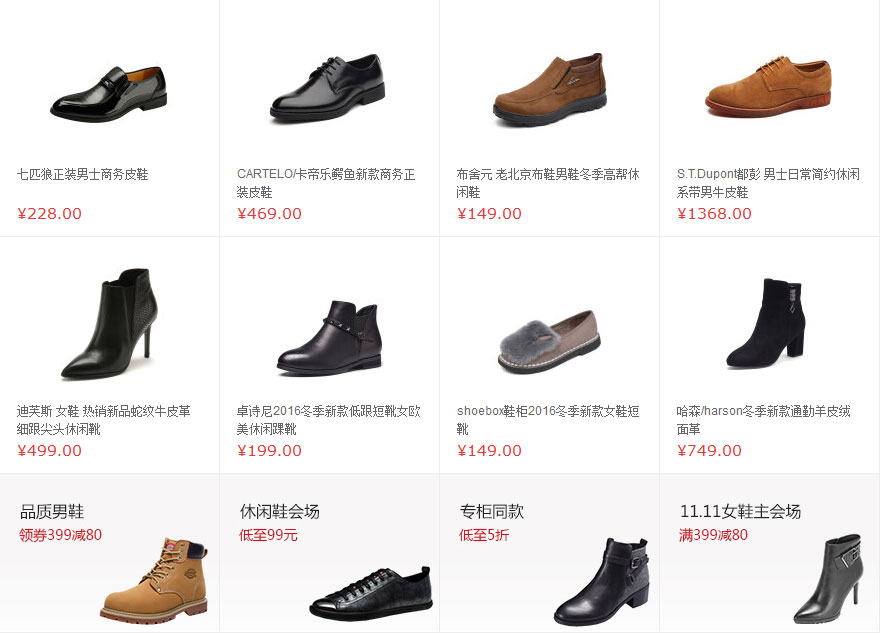 七匹狼正装男士商务皮鞋
¥228.00
CARTELO/卡帝乐鳄鱼新款商务正
装皮鞋
¥469.00
布舍元 老北京布鞋男鞋冬季高帮休
闲鞋
¥149.00
S.T.Dupont都彭 男士日常简约休闲
系带男牛皮鞋
¥1368.00
迪芙斯 女鞋 热销新品蛇纹牛皮革
细跟尖头休闲靴
¥499.00
卓诗尼2016冬季新款低跟短靴女欧
美休闲踝靴
¥199.00
shoebox鞋柜2016冬季新款女鞋短
靴
¥149.00
哈森/harson冬季新款通勤羊皮绒
面革
¥749.00
品质男鞋
领券399减80
休闲鞋会场
低至99元
专柜同款
低至5折
11.11女鞋主会场
满399减80